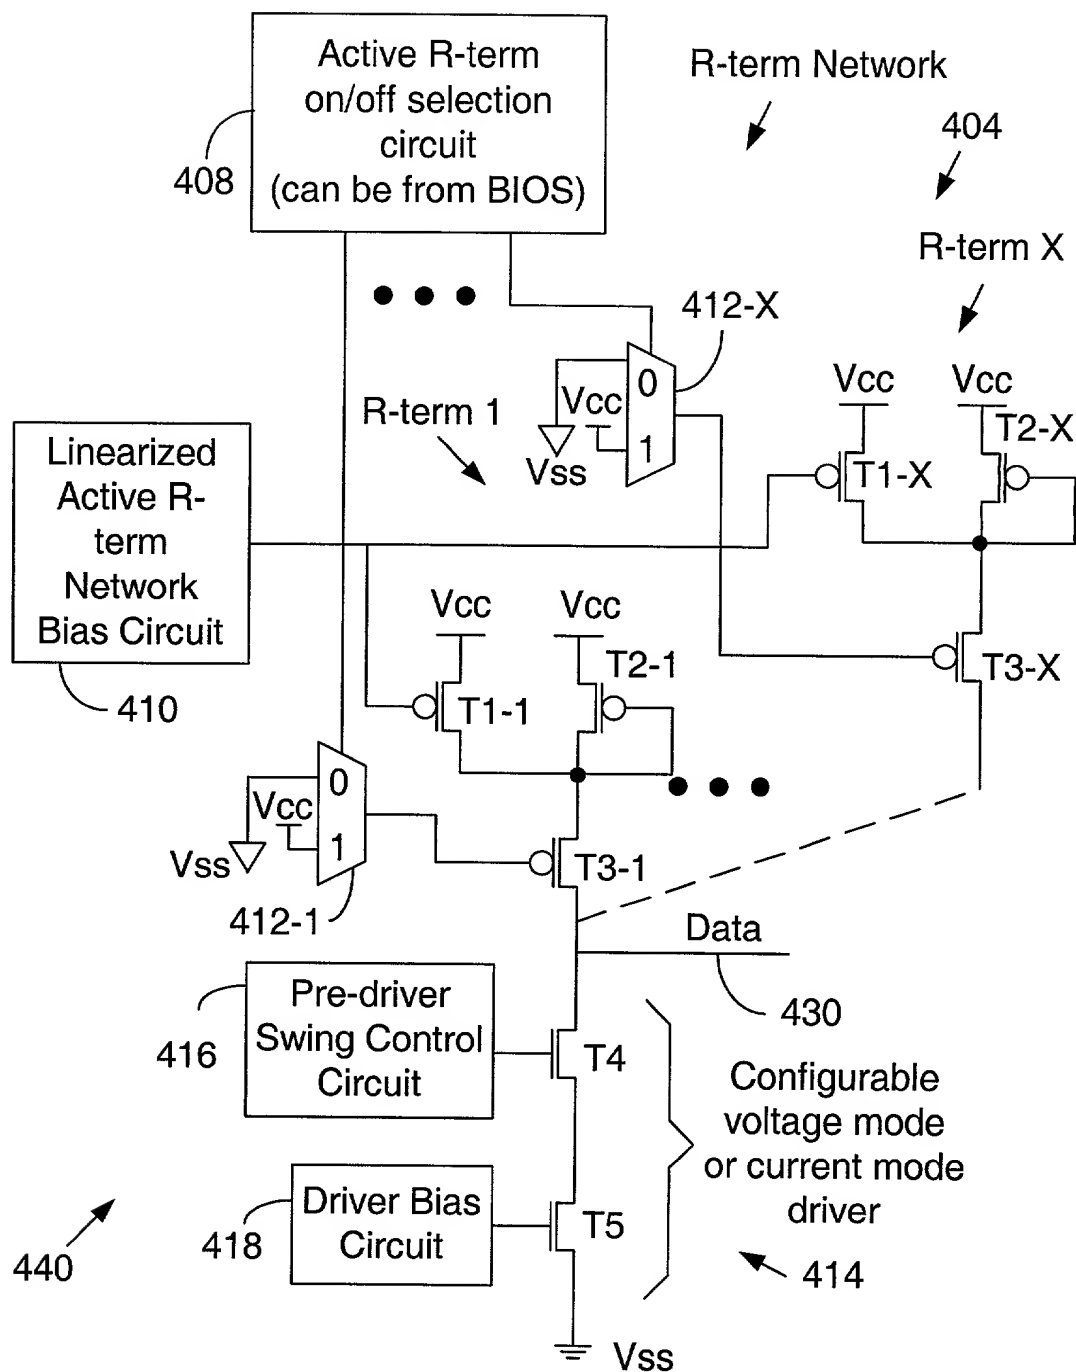 Active R-term
on/off selection
circuit
(can be from BIOS)
408
R-term Network
404
R-term X
412-X
0
1
Vcc
Vss
R-term 1
Vcc
Vcc
T2-X
T1-X
Linearized
Active R-
term
Network
Bias Circuit
410
Vcc
Vcc
T2-1
T1-1
T3-X
0
1
Vcc
Vss
412-1
T3-1
Data
430
Pre-driver
Swing Control
Circuit
416
T4
Configurable
voltage mode
or current mode
driver
Driver Bias
Circuit
418
T5
414
440
Vss